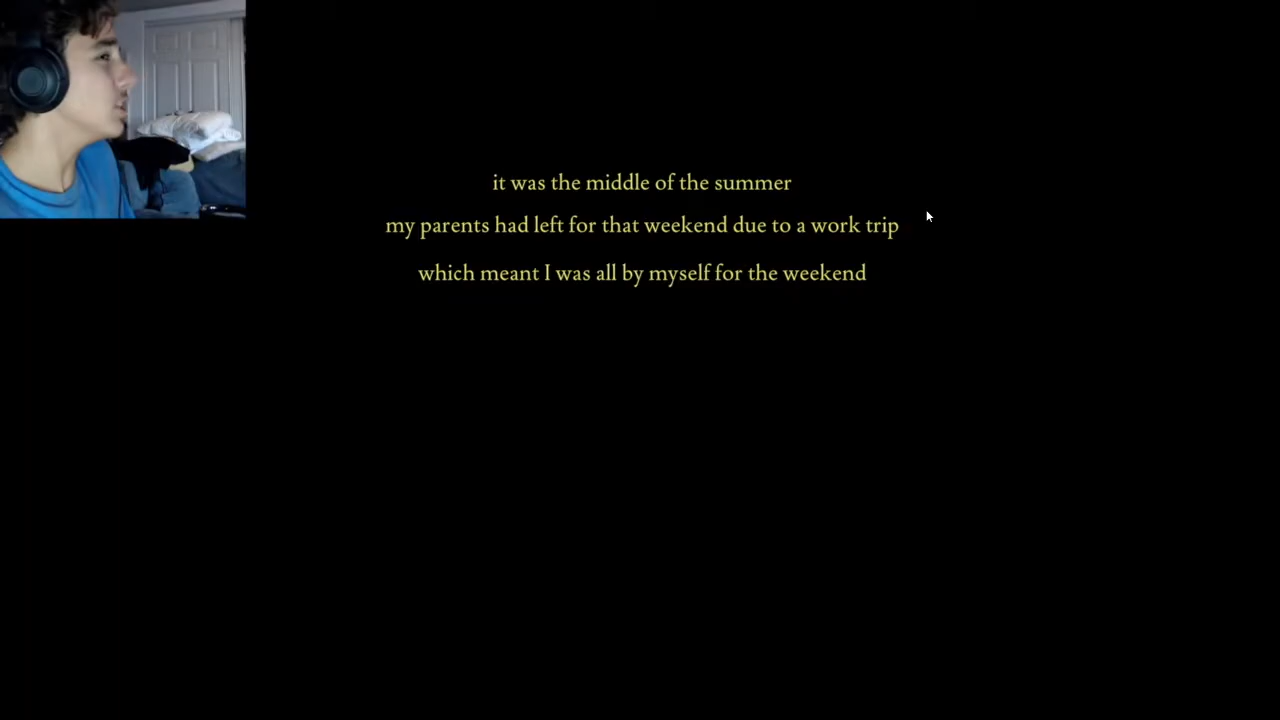 it was the middle of the summer
my parents had left for that weekend due to a work trip
which meant I was all by myself for the weekend